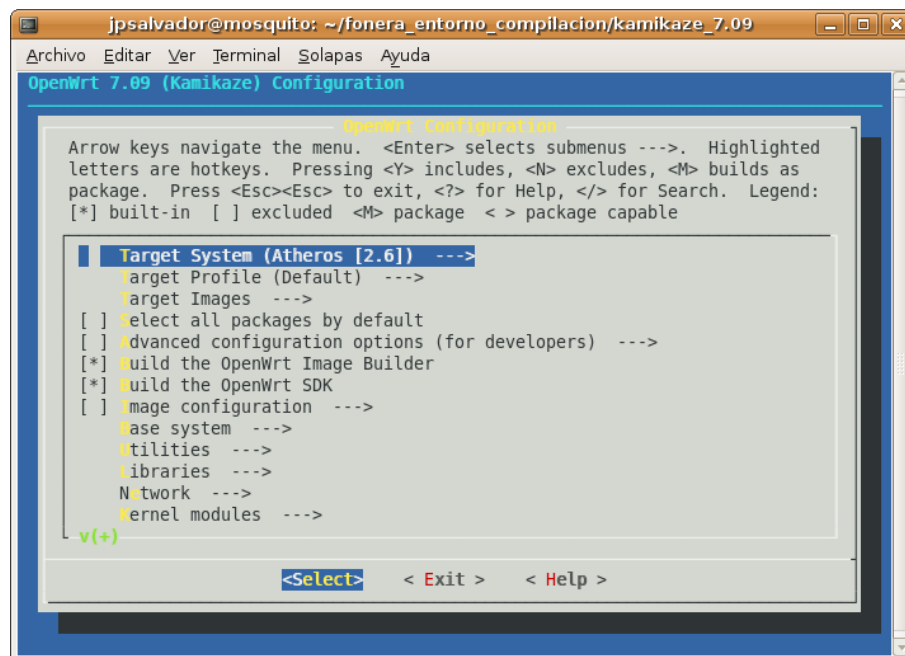 jpsalvador@mosquito: ~/fonera_entorno_compilacion/kamikaze_7.09
Archivo Editar Ver Terminal Solapas Ayuda
OpenWrt 7.09 (Kamikaze) Configuration
OpenWrt Configuration
Arrow keys navigate the menu. <Enter> selects submenus --->. Highlighted
letters are hotkeys. Pressing <Y> includes, <N> excludes, <M> builds as
package. Press <Esc><Esc> to exit, <?> for Help, </> for Search. Legend:
[*] built-in [ ] excluded <M> package < > package capable
Target System (Atheros [2.6]) --->
Target Profile (Default) --->
Target Images --->
[ ] Select all packages by default
[ ] Advanced configuration options (for developers) --->
[*] Build the OpenWrt Image Builder
[*] Build the OpenWrt SDK
[ ] Image configuration --->
Base system --->
Utilities --->
Libraries --->
Network --->
Kernel modules --->
v(+)
<Select> < Exit > < Help >